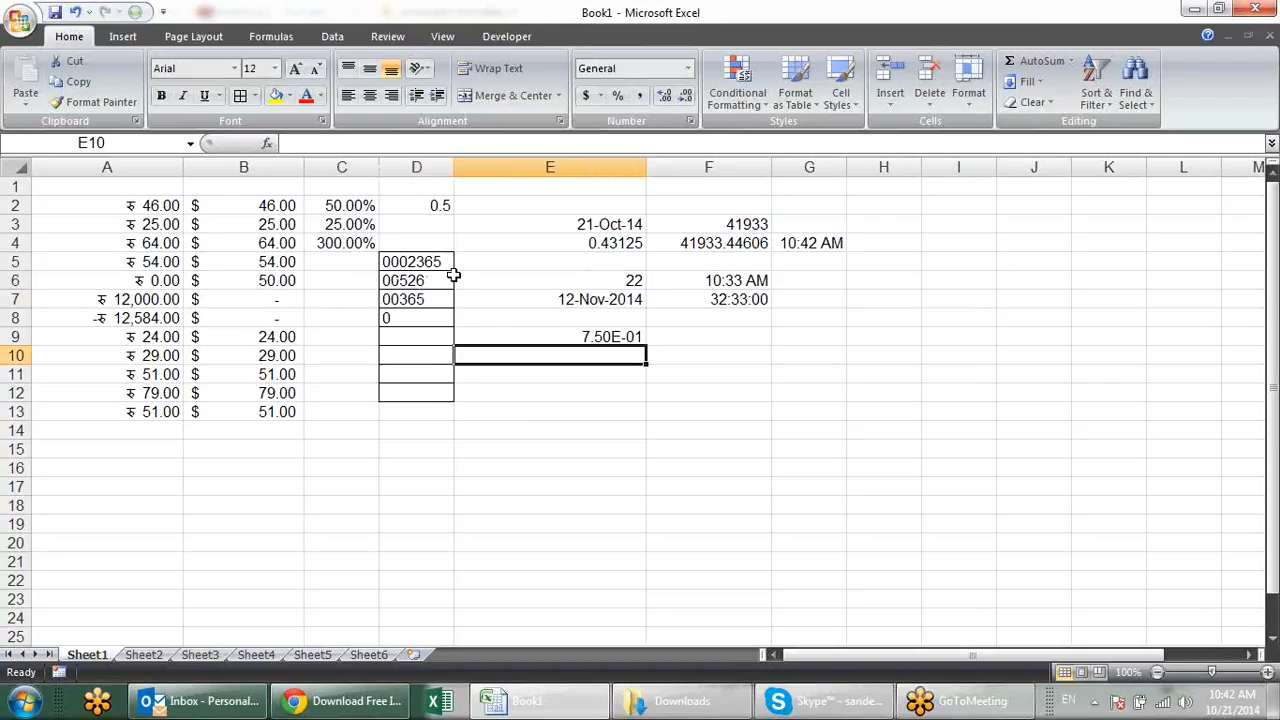 Book1 - Microsoft Excel
Home Insert Page Layout Formulas Data Review View Developer
Paste
Cut
Copy
Format Painter
Clipboard
Arial 12
B I U
Font
Wrap Text
Merge & Center
Alignment
General
$ % ,
Number
Conditional Formatting
Format as Table
Cell Styles
Styles
Insert Delete Format
Cells
AutoSum
Fill
Clear
Sort & Filter
Find & Select
Editing
E10 fx
A B C D E F G H I J K L M
1
2 रु 46.00 $ 46.00 50.00% 0.5
3 रु 25.00 $ 25.00 25.00% 21-Oct-14 41933
4 रु 64.00 $ 64.00 300.00% 0.43125 41933.44606 10:42 AM
5 रु 54.00 $ 54.00 0002365
6 रु 0.00 $ 50.00 00526 22 10:33 AM
7 रु 12,000.00 $ - 00365 12-Nov-2014 32:33:00
8 -रु 12,584.00 $ - 0
9 रु 24.00 $ 24.00 7.50E-01
10 रु 29.00 $ 29.00
11 रु 51.00 $ 51.00
12 रु 79.00 $ 79.00
13 रु 51.00 $ 51.00
14
15
16
17
18
19
20
21
22
23
24
25
Sheet1 Sheet2 Sheet3 Sheet4 Sheet5 Sheet6
Ready 100%
Inbox - Personal... Download Free I... Book1 Downloads Skype™ - sande... GoToMeeting EN 10:42 AM
10/21/2014